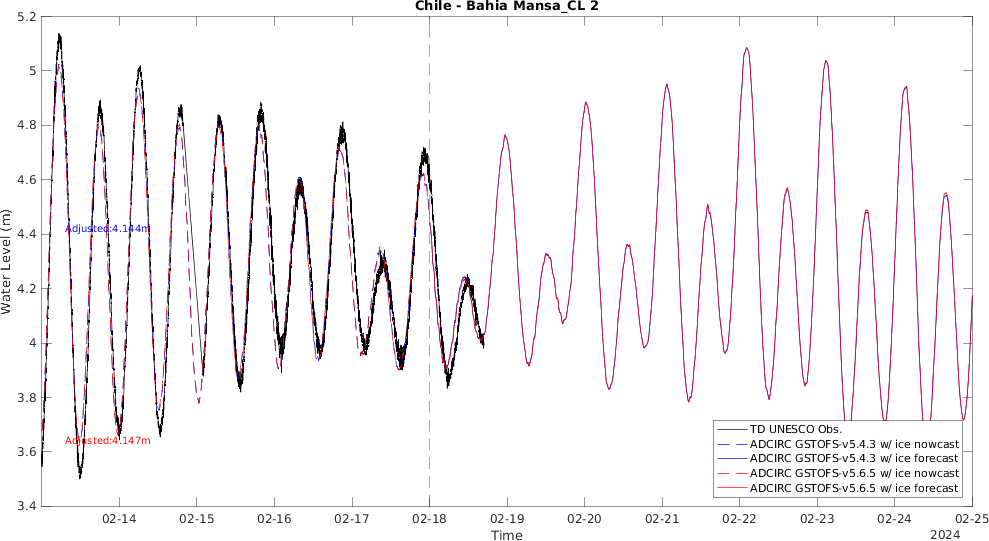 Chile - Bahia Mansa_CL 2
5.2
5
4.8
4.6
4.4
4.2
4
3.8
3.6
3.4
Water Level (m)
Adjusted:4.144m
Adjusted:4.147m
TD UNESCO Obs.
ADCIRC GSTOFS-v5.4.3 w/ ice nowcast
ADCIRC GSTOFS-v5.4.3 w/ ice forecast
ADCIRC GSTOFS-v5.6.5 w/ ice nowcast
ADCIRC GSTOFS-v5.6.5 w/ ice forecast
02-14 02-15 02-16 02-17 02-18 02-19 02-20 02-21 02-22 02-23 02-24 02-25
Time
2024